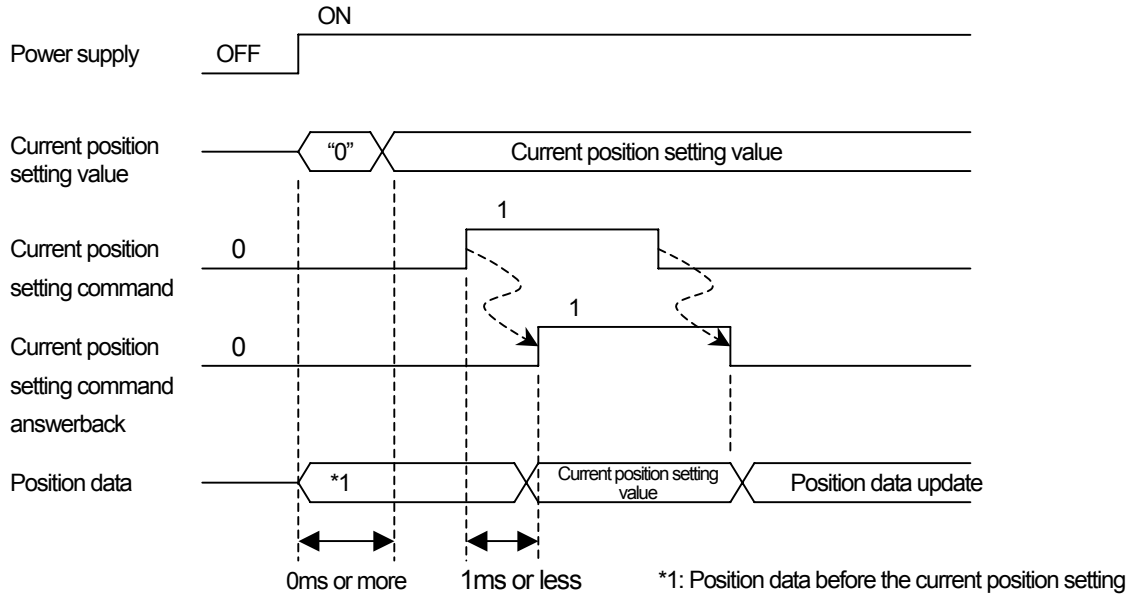 ON
Power supply
OFF
Current position
setting value
“0”
Current position setting value
1
Current position
setting command
0
1
Current position
setting command
answerback
0
Position data
*1
Current position setting
value
Position data update
0ms or more
1ms or less
*1: Position data before the current position setting